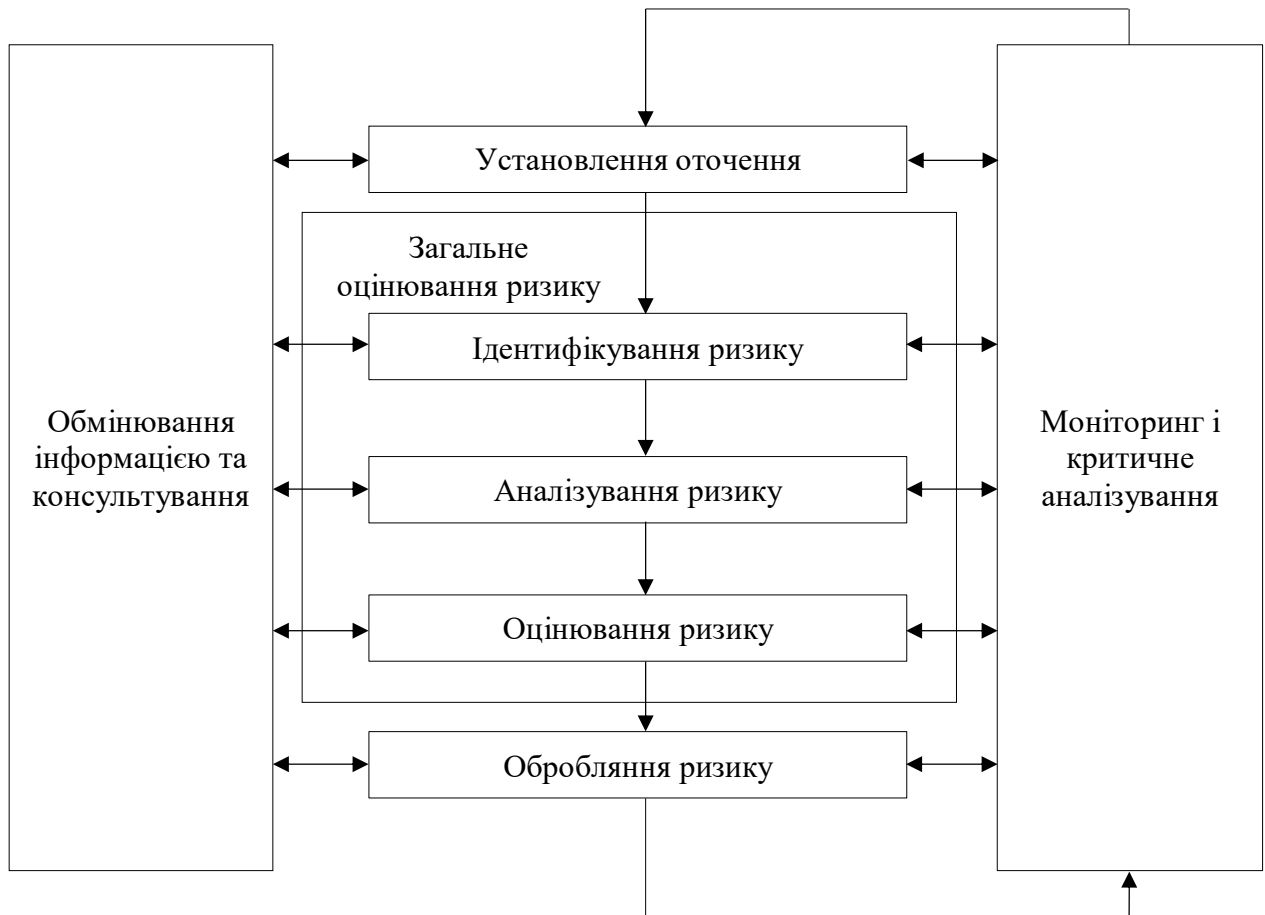 Установлення оточення
Загальне
оцінювання ризику
Ідентифікування ризику
Обмінювання
інформацією та
консультування
Аналізування ризику
Моніторинг і
критичне
аналізування
Оцінювання ризику
Обробляння ризику